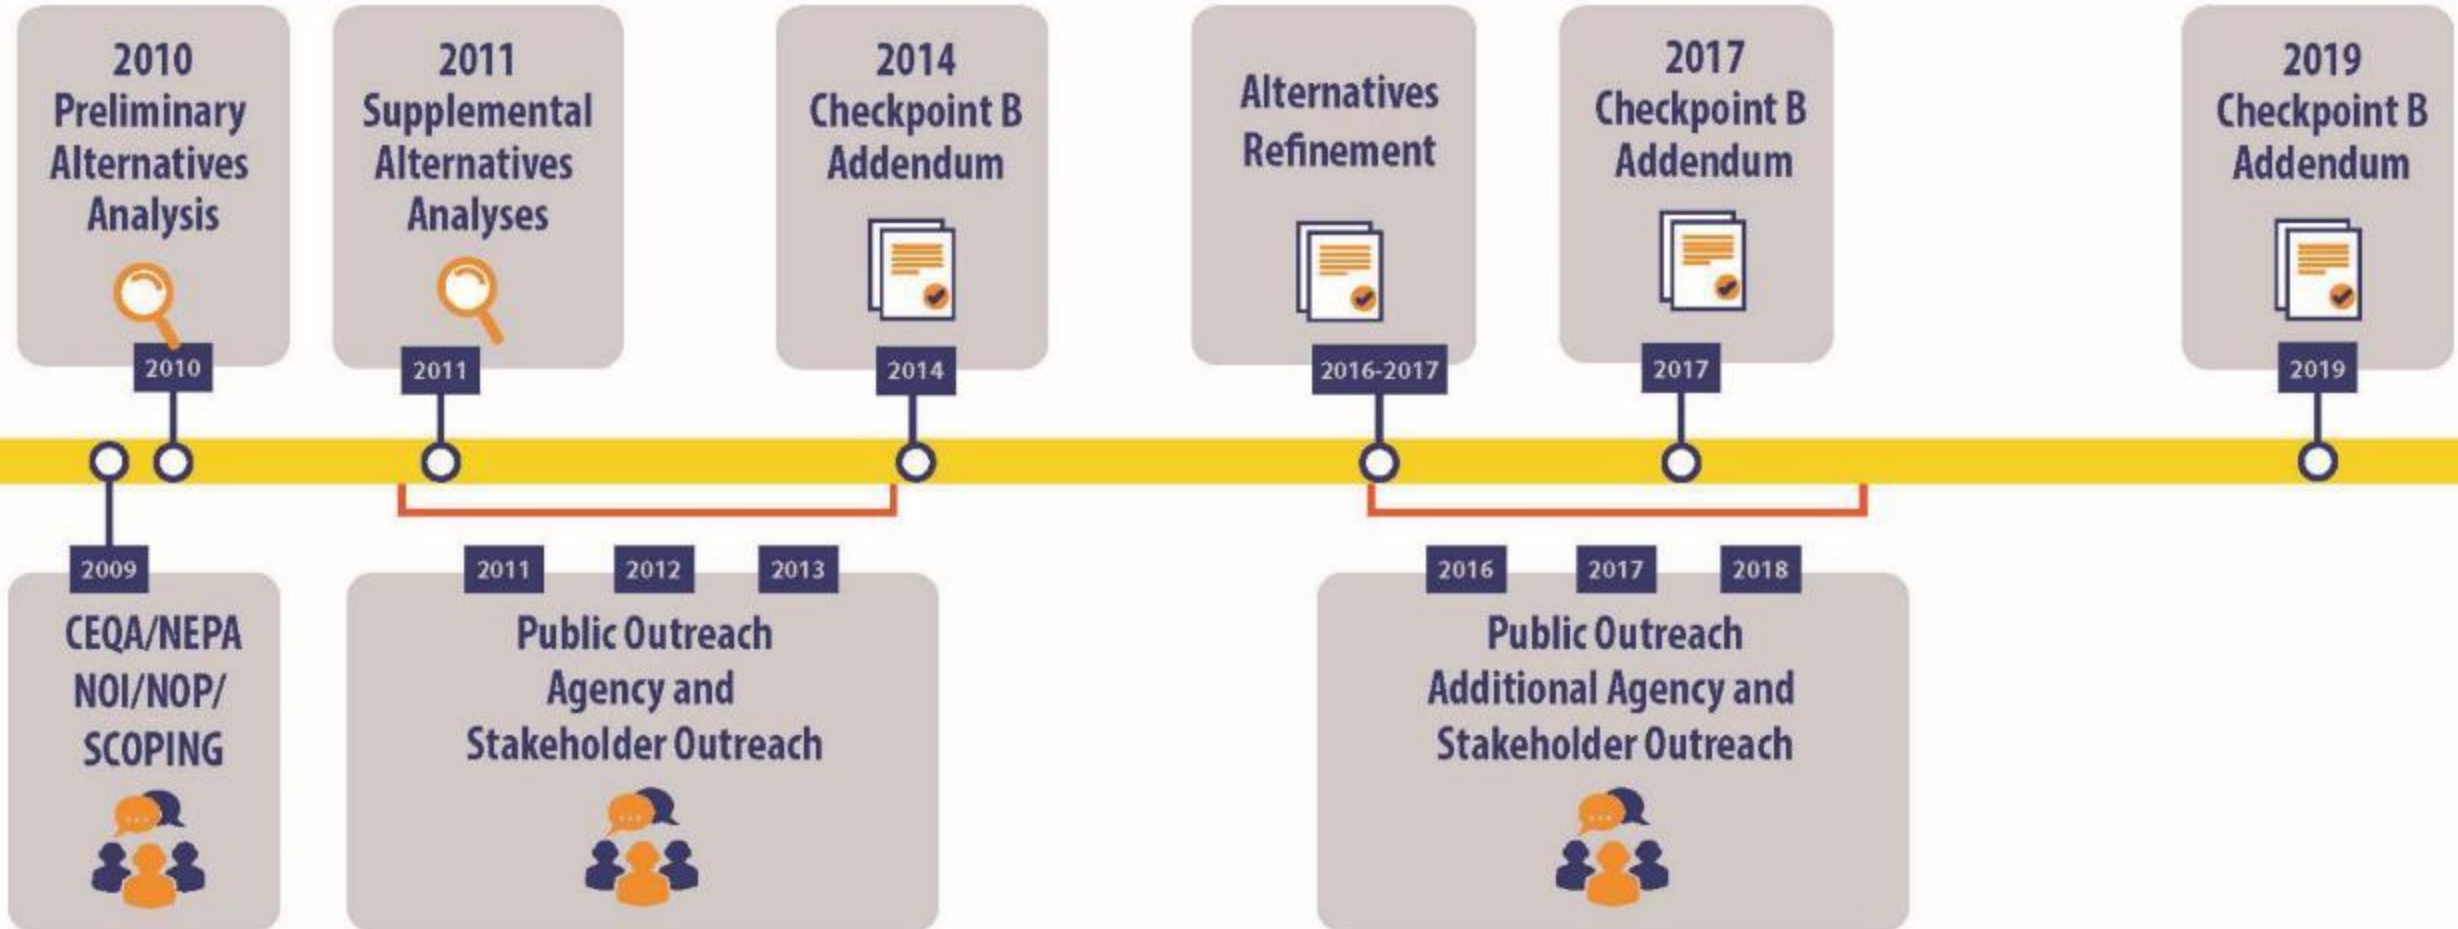 2010
Preliminary
Alternatives
Analysis
2010
2011
Supplemental
Alternatives
Analyses
2011
2014
Checkpoint B
Addendum
2014
Alternatives
Refinement
2016-2017
2017
Checkpoint B
Addendum
2017
2019
Checkpoint B
Addendum
2019
2009
CEQA/NEPA
NOI/NOP/
SCOPING
2011 2012 2013
Public Outreach
Agency and
Stakeholder Outreach
2016 2017 2018
Public Outreach
Additional Agency and
Stakeholder Outreach